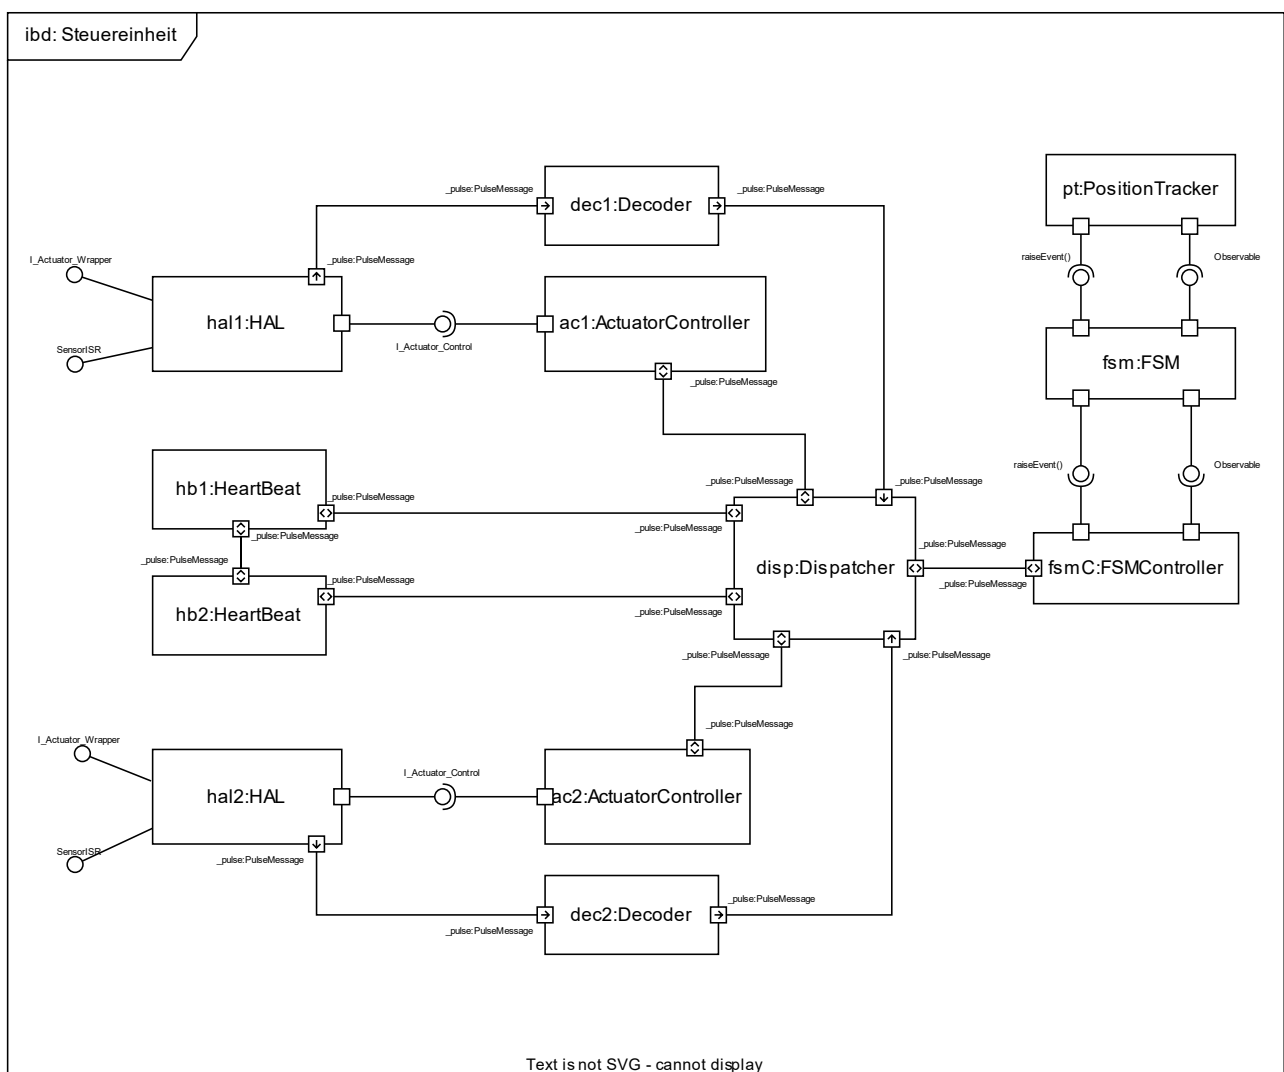 ibd: Steuereinheit
pt:PositionTracker
_pulse:PulseMessage
dec1:Decoder
_pulse:PulseMessage
I_Actuator_Wrapper
_pulse:PulseMessage
raiseEvent()
Observable
hal1:HAL
ac1:ActuatorController
SensorISR
I_Actuator_Control
fsm:FSM
_pulse:PulseMessage
raiseEvent()
Observable
hb1:HeartBeat
_pulse:PulseMessage
_pulse:PulseMessage
_pulse:PulseMessage
_pulse:PulseMessage
_pulse:PulseMessage
_pulse:PulseMessage
_pulse:PulseMessage
_pulse:PulseMessage
disp:Dispatcher
fsmC:FSMController
_pulse:PulseMessage
_pulse:PulseMessage
hb2:HeartBeat
_pulse:PulseMessage
_pulse:PulseMessage
_pulse:PulseMessage
_pulse:PulseMessage
I_Actuator_Wrapper
I_Actuator_Control
hal2:HAL
ac2:ActuatorController
SensorISR
_pulse:PulseMessage
_pulse:PulseMessage
dec2:Decoder
_pulse:PulseMessage
Text is not SVG - cannot display